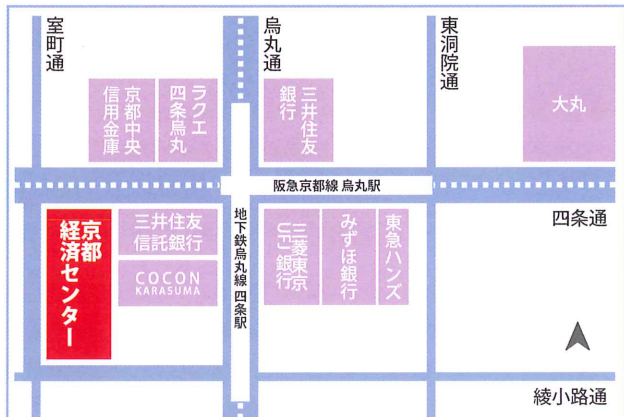 室町通
烏丸通
東洞院通
京都中央
信用金庫
ラクエ
四条烏丸
三井住友
銀行
大丸
阪急京都線 烏丸駅
四条通
京都
経済センター
三井住友
信託銀行
COCON
KARASUMA
地下鉄烏丸線 四条駅
三菱東京
UFJ銀行
みずほ銀行
東急ハンズ
綾小路通